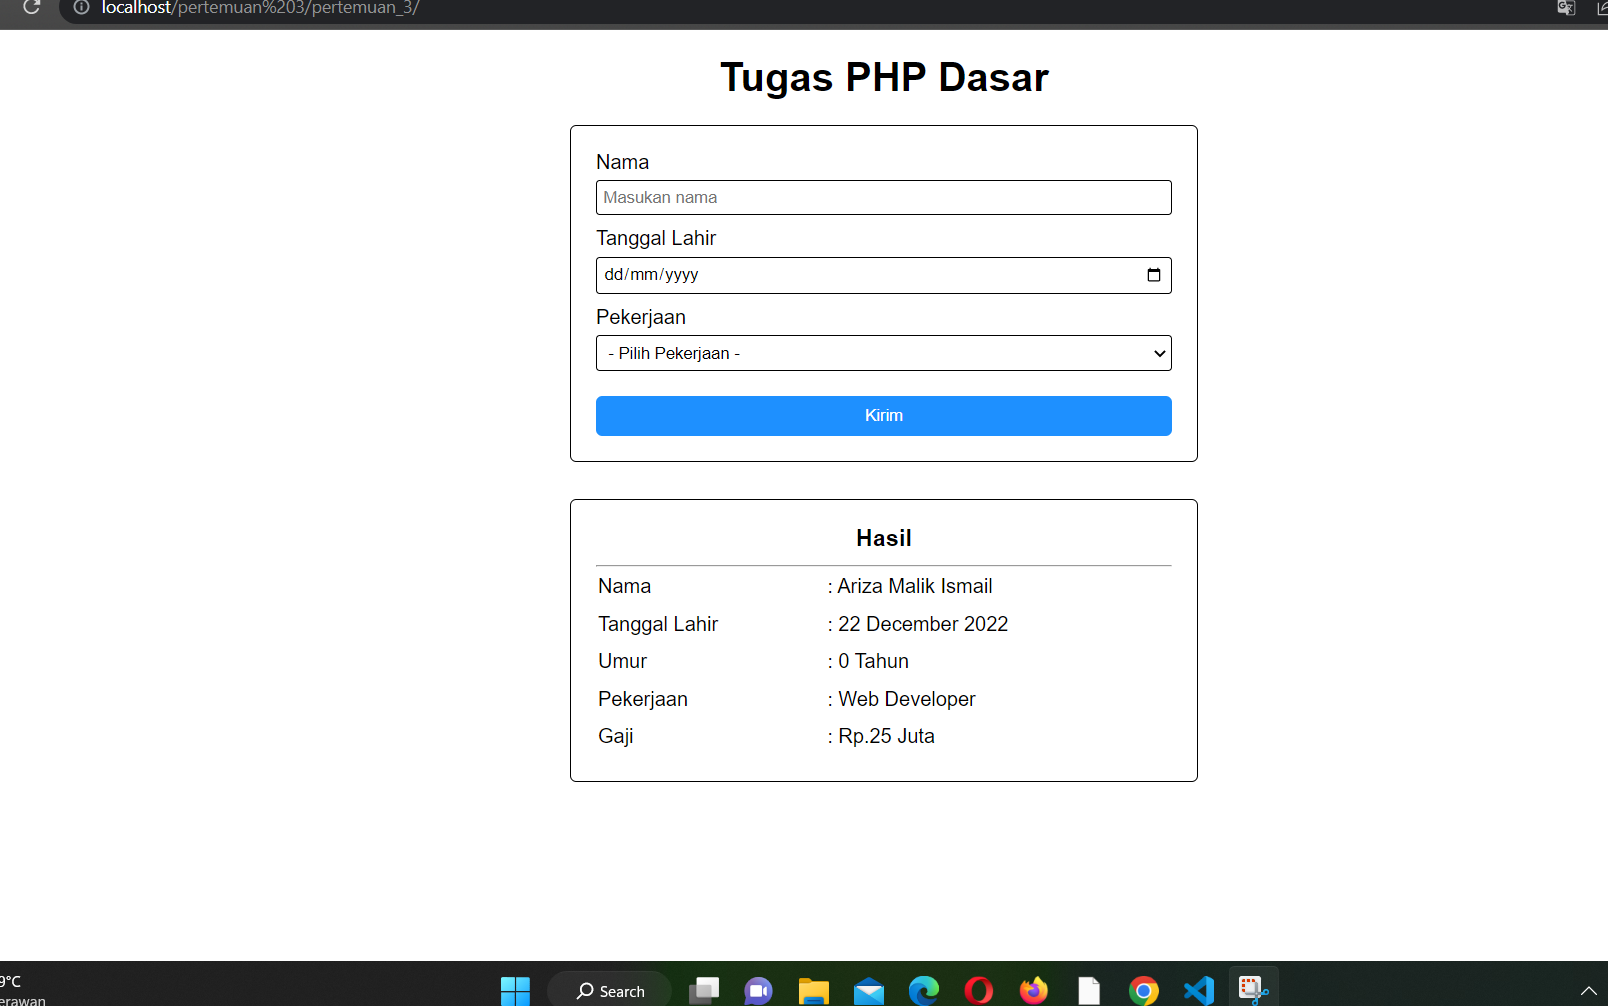 localhost/pertemuan%203/pertemuan_3/
Tugas PHP Dasar
Nama
Masukan nama
Tanggal Lahir
dd/mm/yyyy
Pekerjaan
- Pilih Pekerjaan -
Kirim
Hasil
Nama : Ariza Malik Ismail
Tanggal Lahir : 22 December 2022
Umur : 0 Tahun
Pekerjaan : Web Developer
Gaji : Rp.25 Juta
9°C
erawan
Search